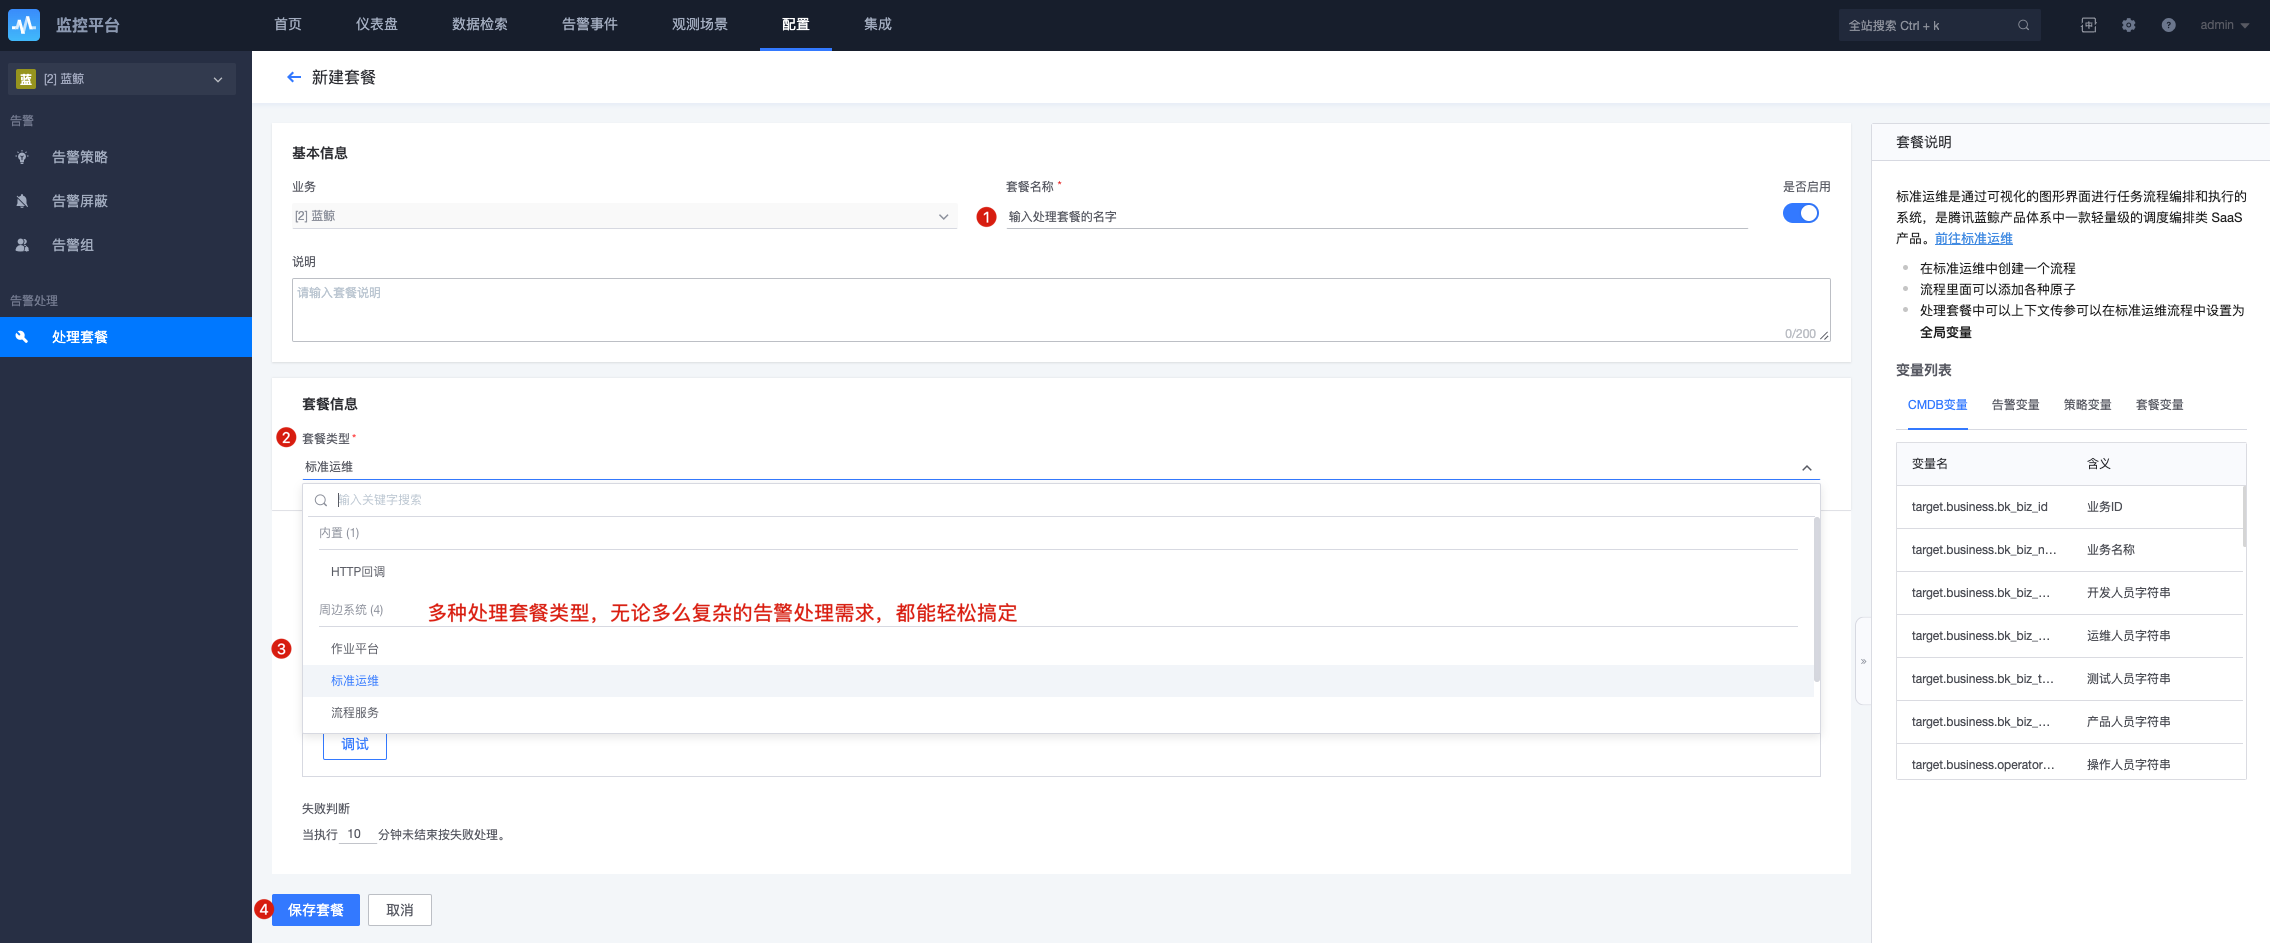 监控平台
首页
仪表盘
数据检索
告警事件
观测场景
配置
集成
全站搜索 Ctrl + k
admin
蓝
[2] 蓝鲸
告警
告警策略
告警屏蔽
告警组
告警处理
处理套餐
新建套餐
基本信息
业务
[2] 蓝鲸
套餐名称 *
1
输入处理套餐的名字
是否启用
说明
请输入套餐说明
0/200
套餐信息
2
套餐类型 *
标准运维
输入关键字搜索
内置 (1)
HTTP回调
周边系统 (4)
多种处理套餐类型，无论多么复杂的告警处理需求，都能轻松搞定
3
作业平台
标准运维
流程服务
调试
失败判断
当执行 10 分钟未结束按失败处理。
4
保存套餐
取消
套餐说明
标准运维是通过可视化的图形界面进行任务流程编排和执行的
系统，是腾讯蓝鲸产品体系中一款轻量级的调度编排类 SaaS
产品。前往标准运维
在标准运维中创建一个流程
流程里面可以添加各种原子
处理套餐中可以上下文传参可以在标准运维流程中设置为
全局变量
变量列表
CMDB变量
告警变量
策略变量
套餐变量
变量名
含义
target.business.bk_biz_id
业务ID
target.business.bk_biz_n...
业务名称
target.business.bk_biz_...
开发人员字符串
target.business.bk_biz_...
运维人员字符串
target.business.bk_biz_t...
测试人员字符串
target.business.bk_biz_...
产品人员字符串
target.business.operator...
操作人员字符串